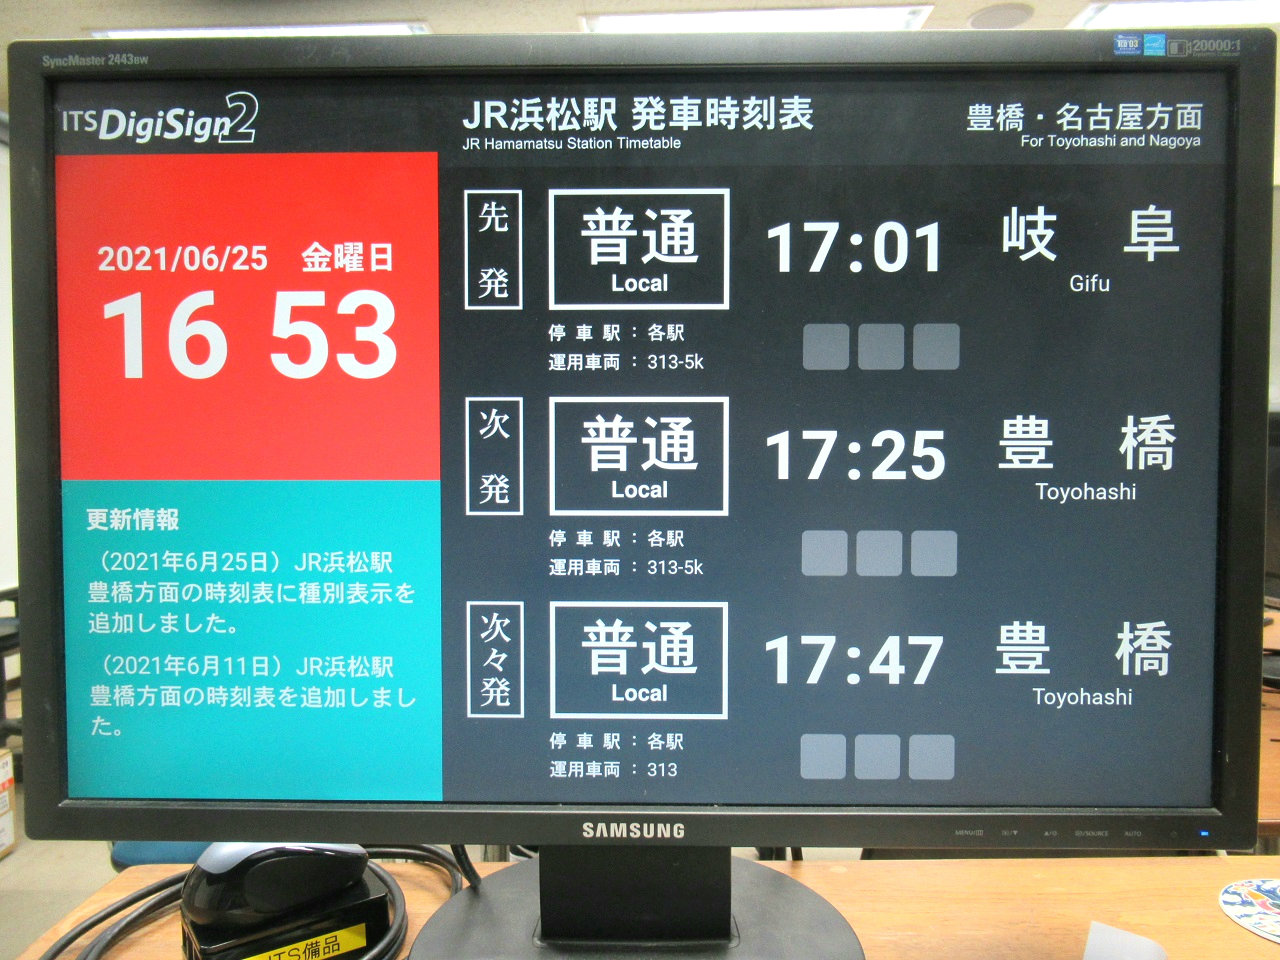 SyncMaster 2443BW
20000:1
ITS DigiSign2
JR浜松駅 発車時刻表
JR Hamamatsu Station Timetable
豊橋・名古屋方面
For Toyohashi and Nagoya
2021/06/25 金曜日
16 53
更新情報
（2021年6月25日）JR浜松駅
豊橋方面の時刻表に種別表示を
追加しました。
（2021年6月11日）JR浜松駅
豊橋方面の時刻表を追加しまし
た。
先発
普通
Local
17:01
岐阜
Gifu
停車駅：各駅
運用車両：313-5k
次発
普通
Local
17:25
豊橋
Toyohashi
停車駅：各駅
運用車両：313-5k
次々発
普通
Local
17:47
豊橋
Toyohashi
停車駅：各駅
運用車両：313
SAMSUNG
MENU
SOURCE
AUTO
ITS備品